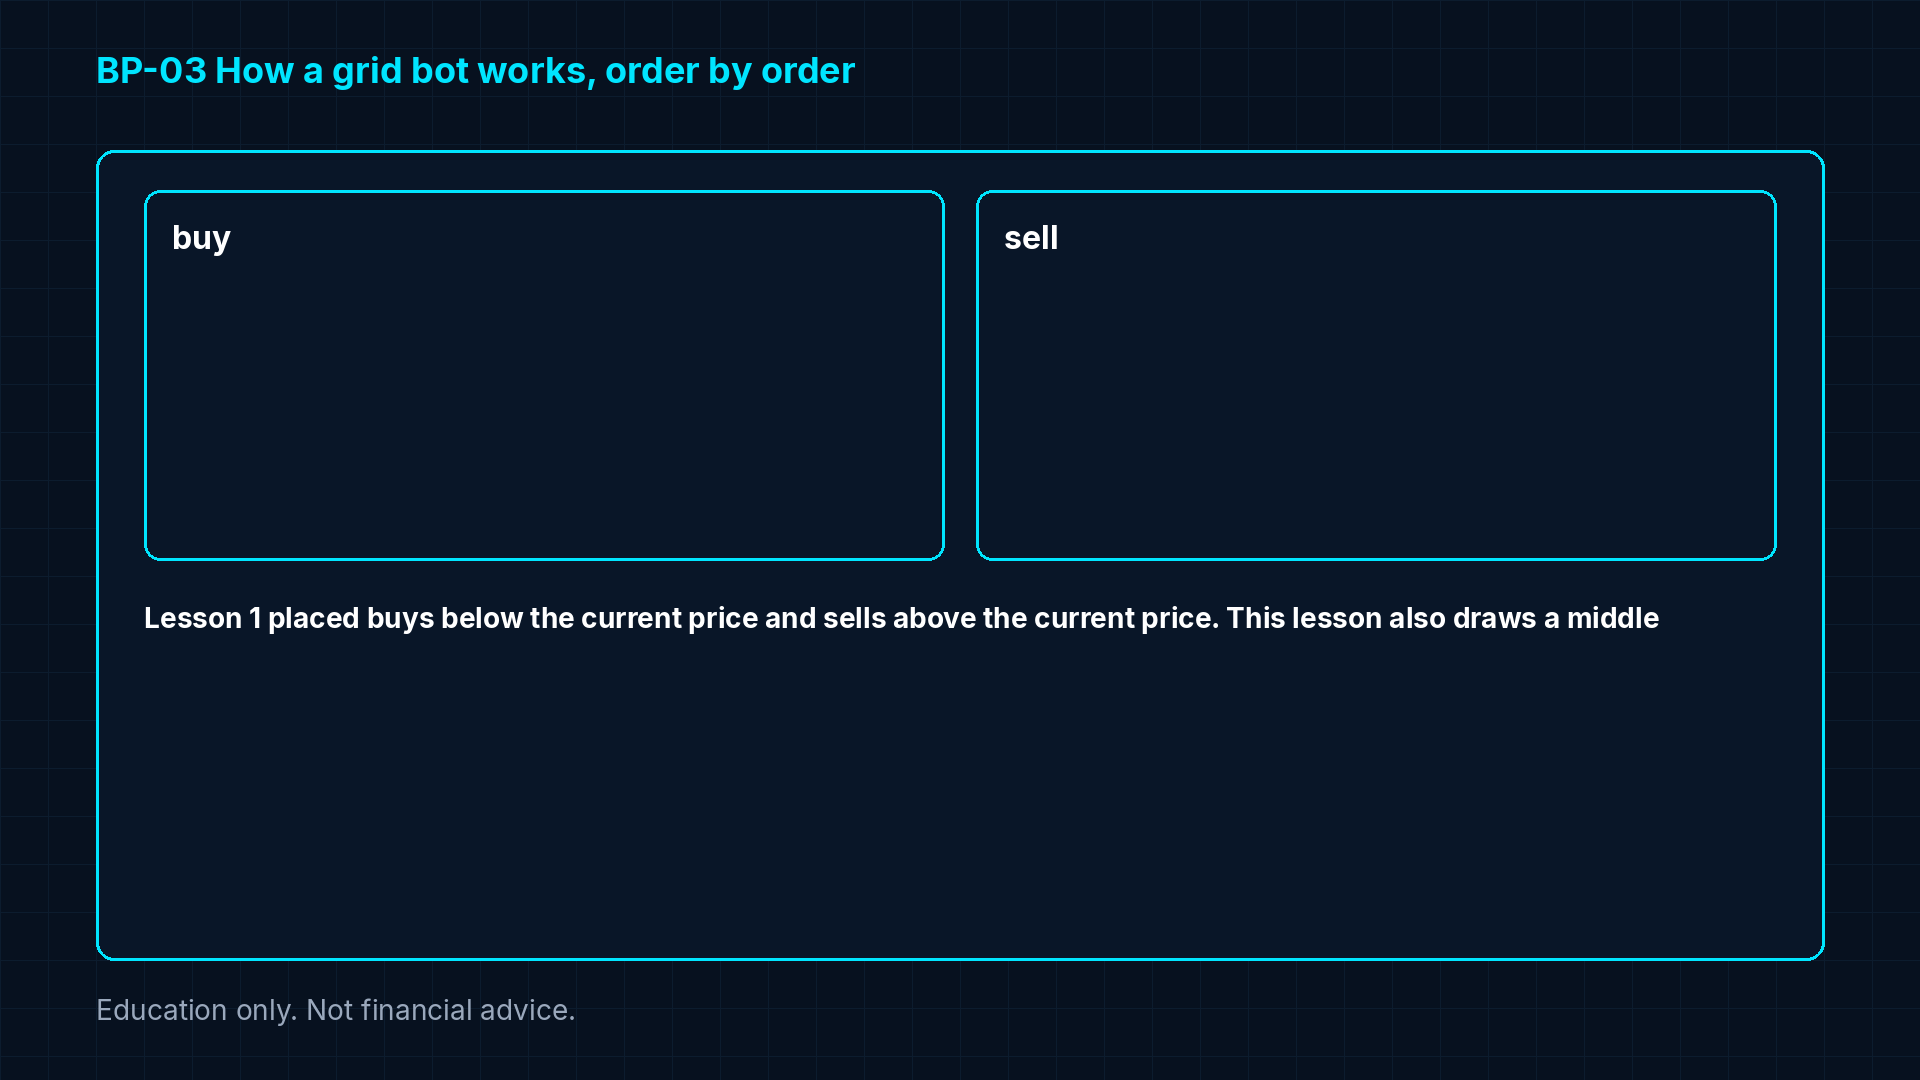 BP-03 How a grid bot works, order by order
buy
sell
Lesson 1 placed buys below the current price and sells above the current price. This lesson also draws a middle
Education only. Not financial advice.